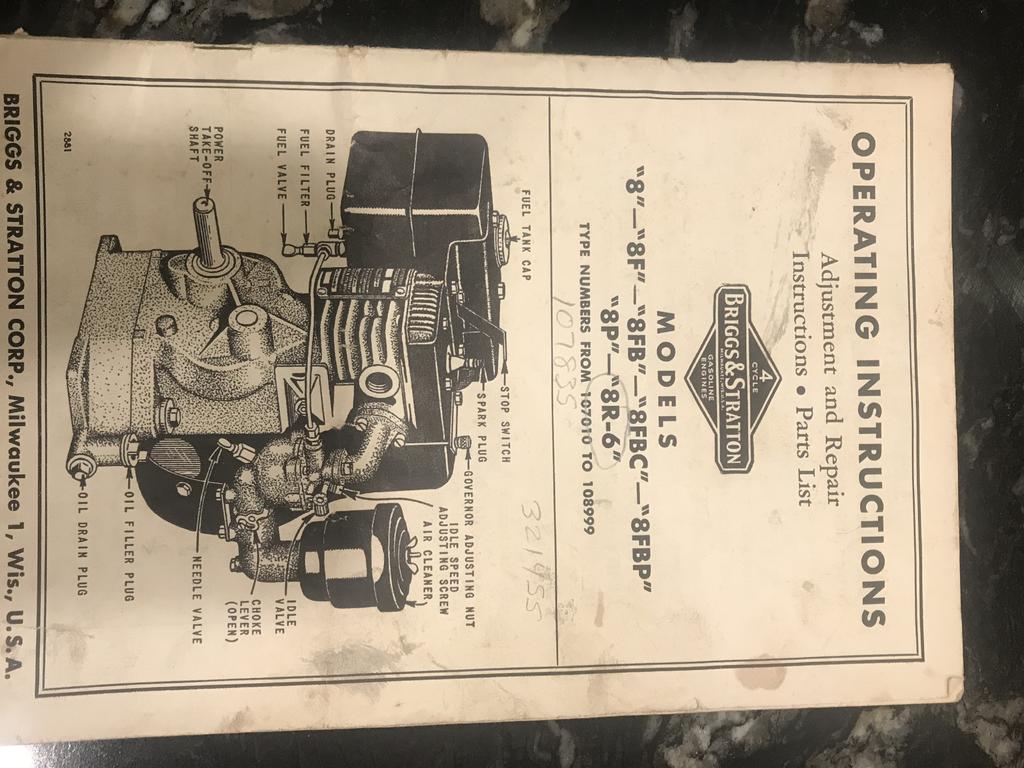 OPERATING INSTRUCTIONS
Adjustment and Repair
Instructions • Parts List
4
CYCLE
BRIGGS & STRATTON
GASOLINE
ENGINES
MODELS
"8"—"8F"—"8FB"—"8FBC"—"8FBP"
"8P"—"8R-6"
TYPE NUMBERS FROM 107010 TO 108999
107835
321455
FUEL TANK CAP
STOP SWITCH
SPARK PLUG
GOVERNOR ADJUSTING NUT
IDLE SPEED
ADJUSTING SCREW
AIR CLEANER
DRAIN PLUG
FUEL FILTER
FUEL VALVE
POWER
TAKE-OFF
SHAFT
IDLE
VALVE
CHOKE
LEVER
(OPEN)
NEEDLE VALVE
OIL FILLER PLUG
OIL DRAIN PLUG
2881
BRIGGS & STRATTON CORP., Milwaukee 1, Wis., U.S.A.